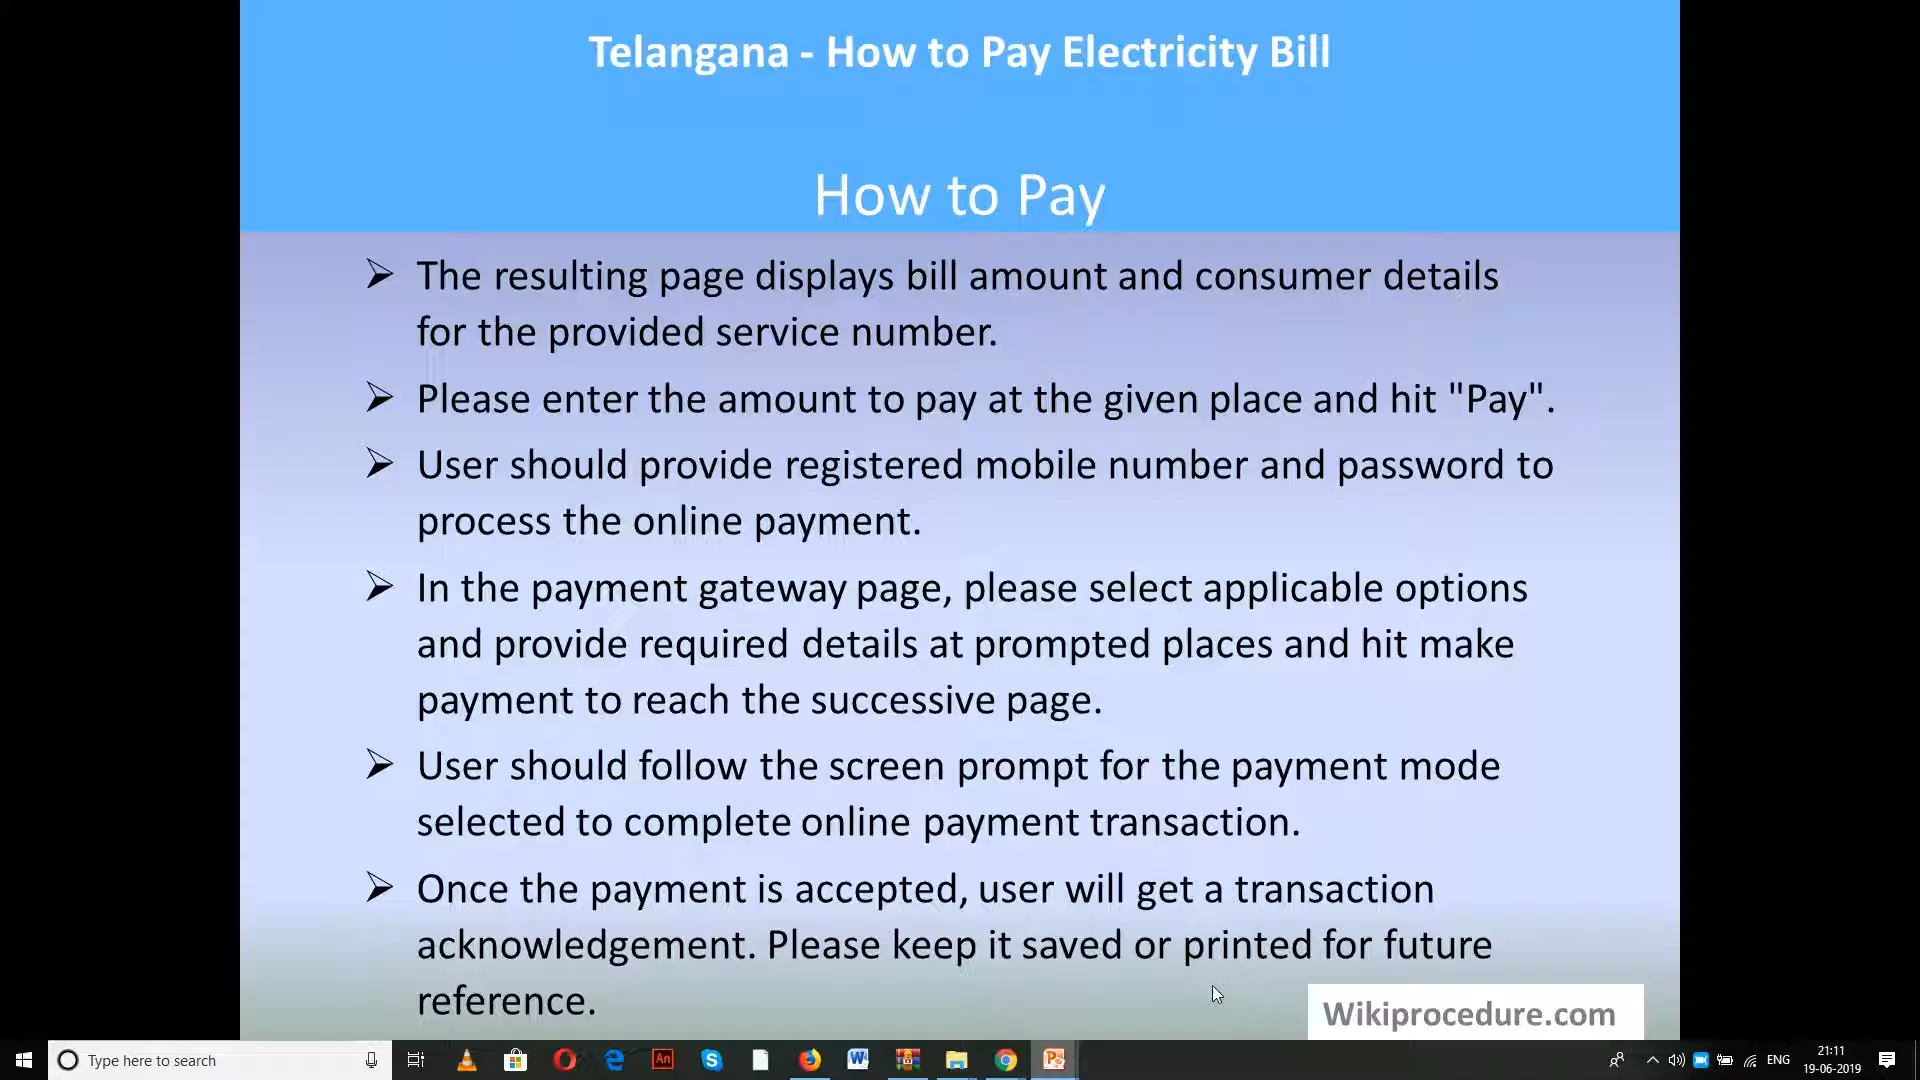 Telangana - How to Pay Electricity Bill
How to Pay
The resulting page displays bill amount and consumer details
for the provided service number.
Please enter the amount to pay at the given place and hit "Pay".
User should provide registered mobile number and password to
process the online payment.
In the payment gateway page, please select applicable options
and provide required details at prompted places and hit make
payment to reach the successive page.
User should follow the screen prompt for the payment mode
selected to complete online payment transaction.
Once the payment is accepted, user will get a transaction
acknowledgement. Please keep it saved or printed for future
reference.
Wikiprocedure.com
Type here to search
An
ENG
21:11
19-06-2019